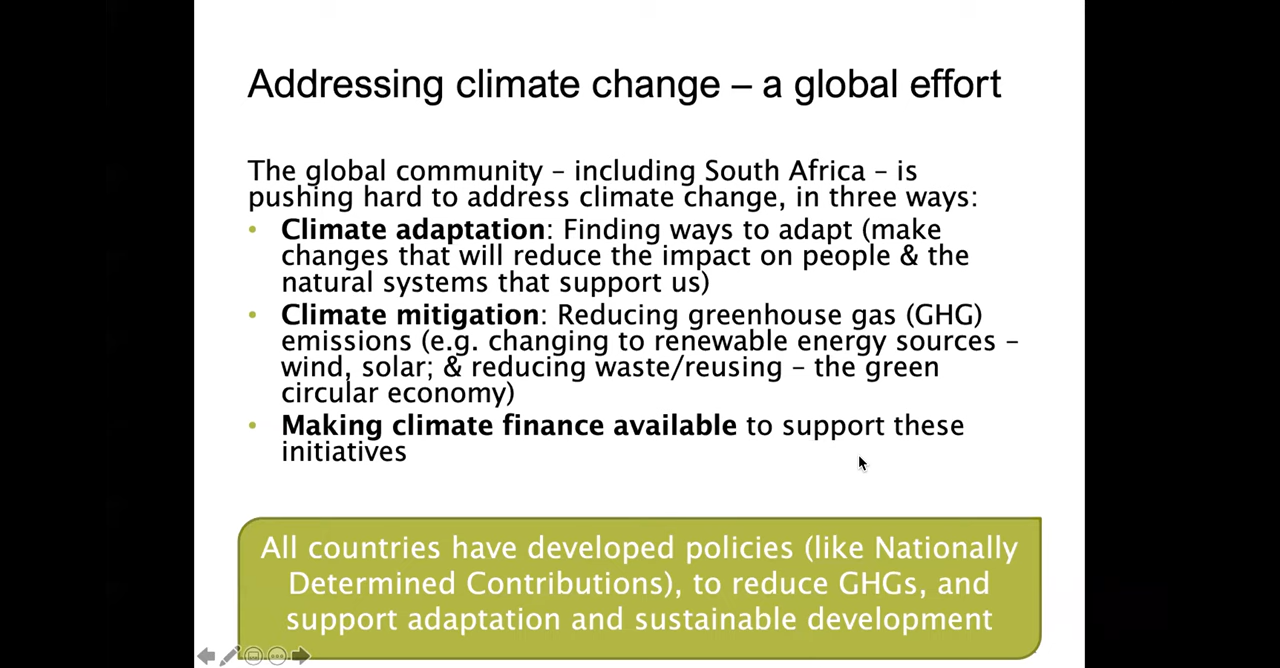 Addressing climate change – a global effort
The global community – including South Africa – is
pushing hard to address climate change, in three ways:
• Climate adaptation: Finding ways to adapt (make
changes that will reduce the impact on people & the
natural systems that support us)
• Climate mitigation: Reducing greenhouse gas (GHG)
emissions (e.g. changing to renewable energy sources –
wind, solar; & reducing waste/reusing – the green
circular economy)
• Making climate finance available to support these
initiatives
All countries have developed policies (like Nationally
Determined Contributions), to reduce GHGs, and
support adaptation and sustainable development